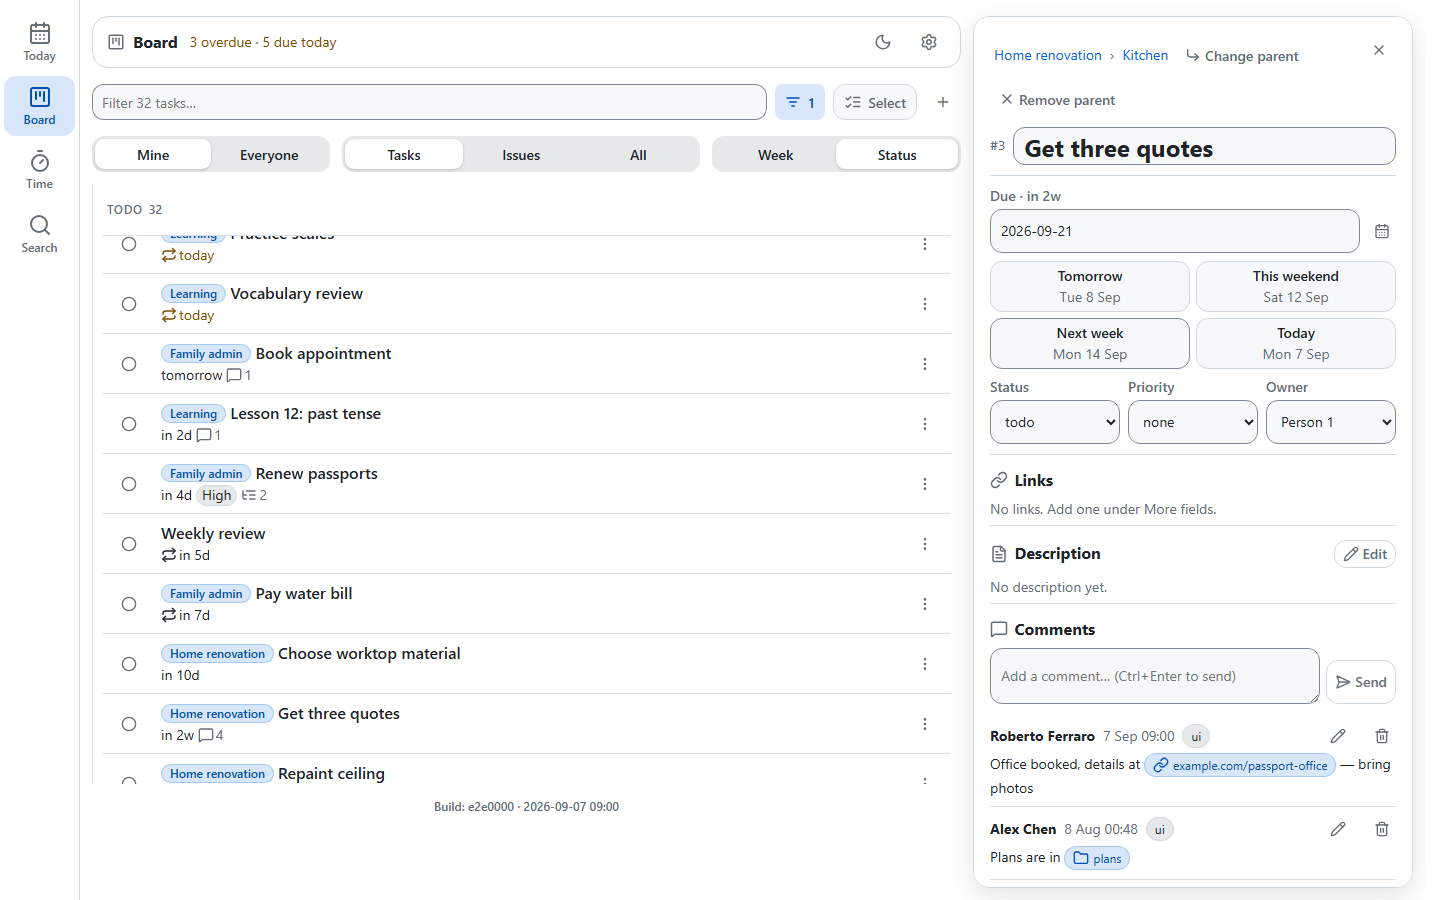 Today
Board
Time
Search
Board 3 overdue · 5 due today
Filter 32 tasks...
1
Select
Mine
Everyone
Tasks
Issues
All
Week
Status
TODO 32
Learning Practice scales
today
Learning Vocabulary review
today
Family admin Book appointment
tomorrow 1
Learning Lesson 12: past tense
in 2d 1
Family admin Renew passports
in 4d High 2
Weekly review
in 5d
Family admin Pay water bill
in 7d
Home renovation Choose worktop material
in 10d
Home renovation Get three quotes
in 2w 4
Home renovation Repaint ceiling
Build: e2e0000 · 2026-09-07 09:00
Home renovation › Kitchen Change parent
Remove parent
#3 Get three quotes
Due · in 2w
2026-09-21
Tomorrow
Tue 8 Sep
This weekend
Sat 12 Sep
Next week
Mon 14 Sep
Today
Mon 7 Sep
Status
Priority
Owner
todo
none
Person 1
Links
No links. Add one under More fields.
Description
Edit
No description yet.
Comments
Add a comment... (Ctrl+Enter to send)
Send
Roberto Ferraro 7 Sep 09:00 ui
Office booked, details at example.com/passport-office — bring
photos
Alex Chen 8 Aug 00:48 ui
Plans are in plans